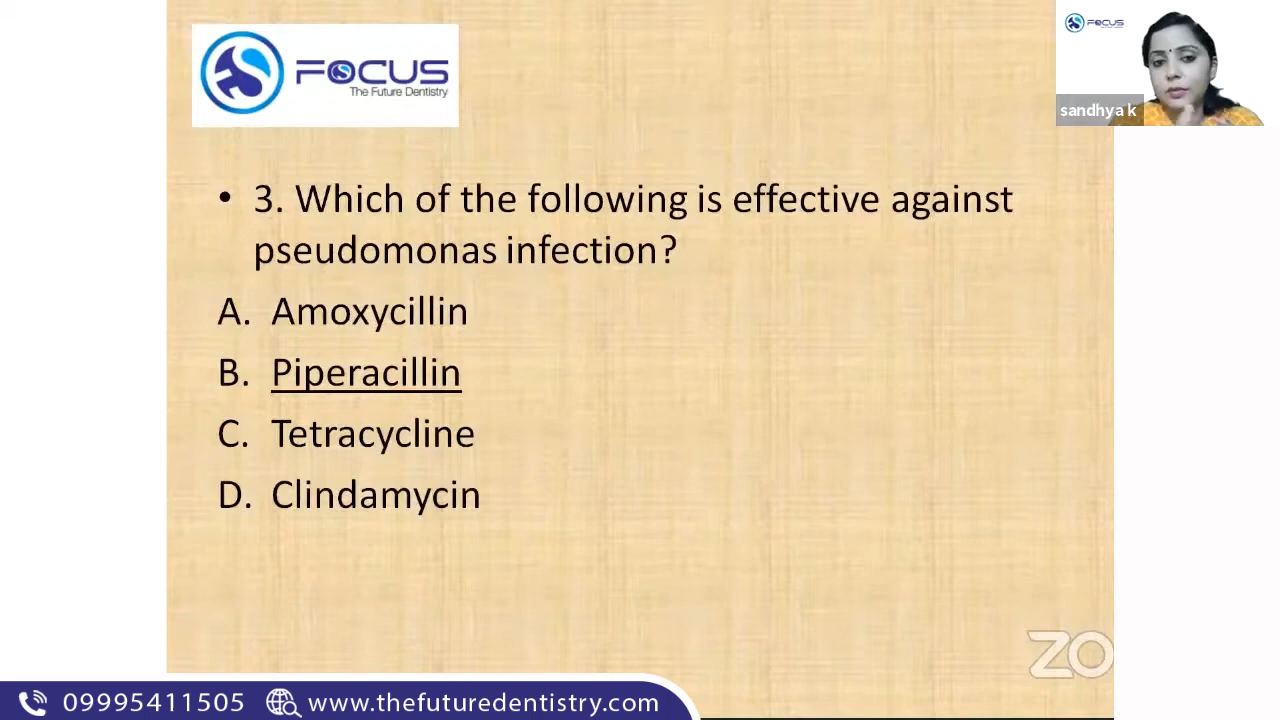 FOCUS
The Future Dentistry
FOCUS
sandhya k
• 3. Which of the following is effective against
pseudomonas infection?
A. Amoxycillin
B. Piperacillin
C. Tetracycline
D. Clindamycin
ZO
09995411505 www.thefuturedentistry.com